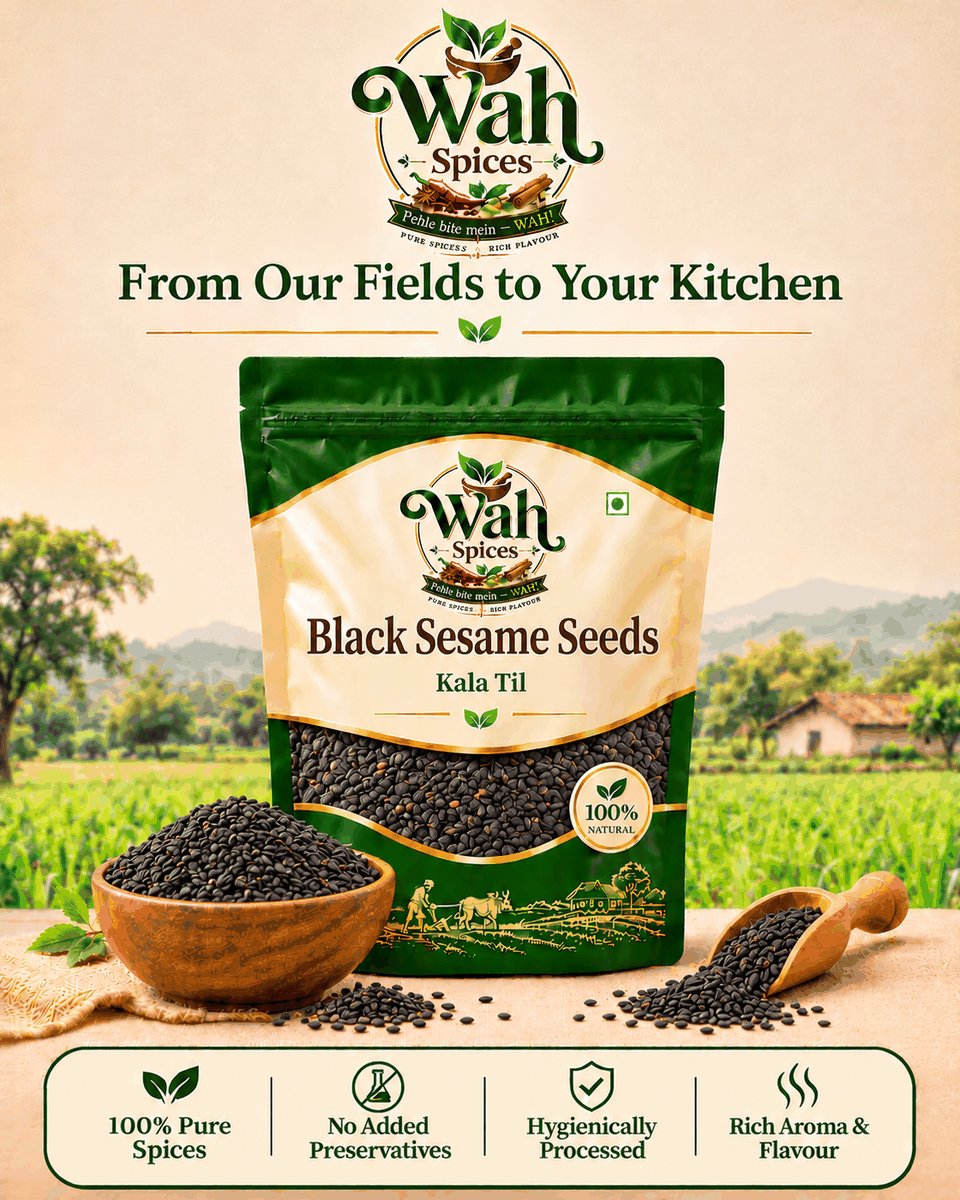 Wah
Spices
Pehle bite mein – WAH!
PURE SPICESS RICH FLAVOUR
From Our Fields to Your Kitchen
Wah
Spices
Pehle bite mein – WAH!
PURE SPICES RICH FLAVOUR
Black Sesame Seeds
Kala Til
100%
NATURAL
100% Pure
Spices
No Added
Preservatives
Hygienically
Processed
Rich Aroma &
Flavour